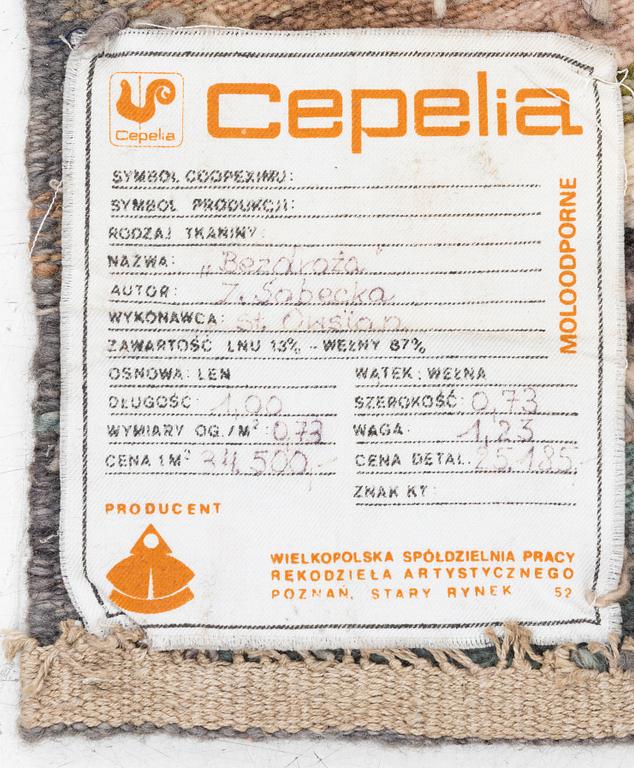 Cepelia
Cepelia
SYMBOL COOPEXIMU:
SYMBOL PRODUKCJI:
RODZAJ TKANINY:
NAZWA: "Bezdroża"
AUTOR: Z. Sobecka
WYKONAWCA: St. Owsian
ZAWARTOŚĆ LNU 13% - WEŁNY 87%
OSNOWA: LEN WĄTEK: WEŁNA
DŁUGOŚĆ: 1,00 SZEROKOŚĆ: 0,73
WYMIARY OG./M²: 0,73 WAGA: 1,23
CENA 1M² 34.500,- CENA DETAL. 25.185
ZNAK KT:
MOLOODPORNE
PRODUCENT
WIELKOPOLSKA SPÓŁDZIELNIA PRACY
RĘKODZIEŁA ARTYSTYCZNEGO
POZNAŃ, STARY RYNEK 52